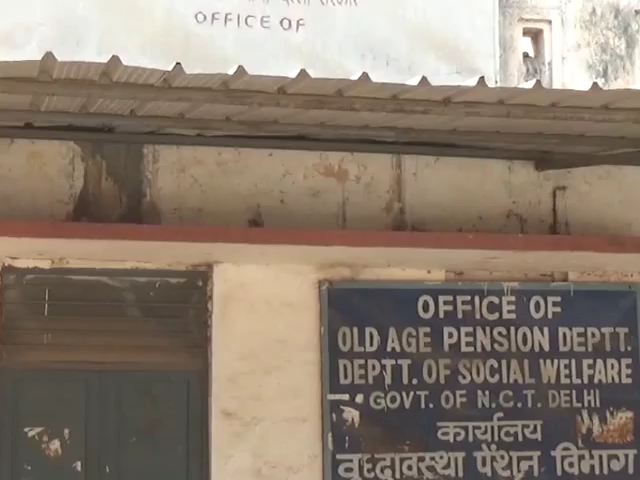 OFFICE OF
OFFICE OF
OLD AGE PENSION DEPTT.
DEPTT. OF SOCIAL WELFARE
GOVT. OF N.C.T. DELHI
कार्यालय
वृध्दावस्था पेंशन विभाग